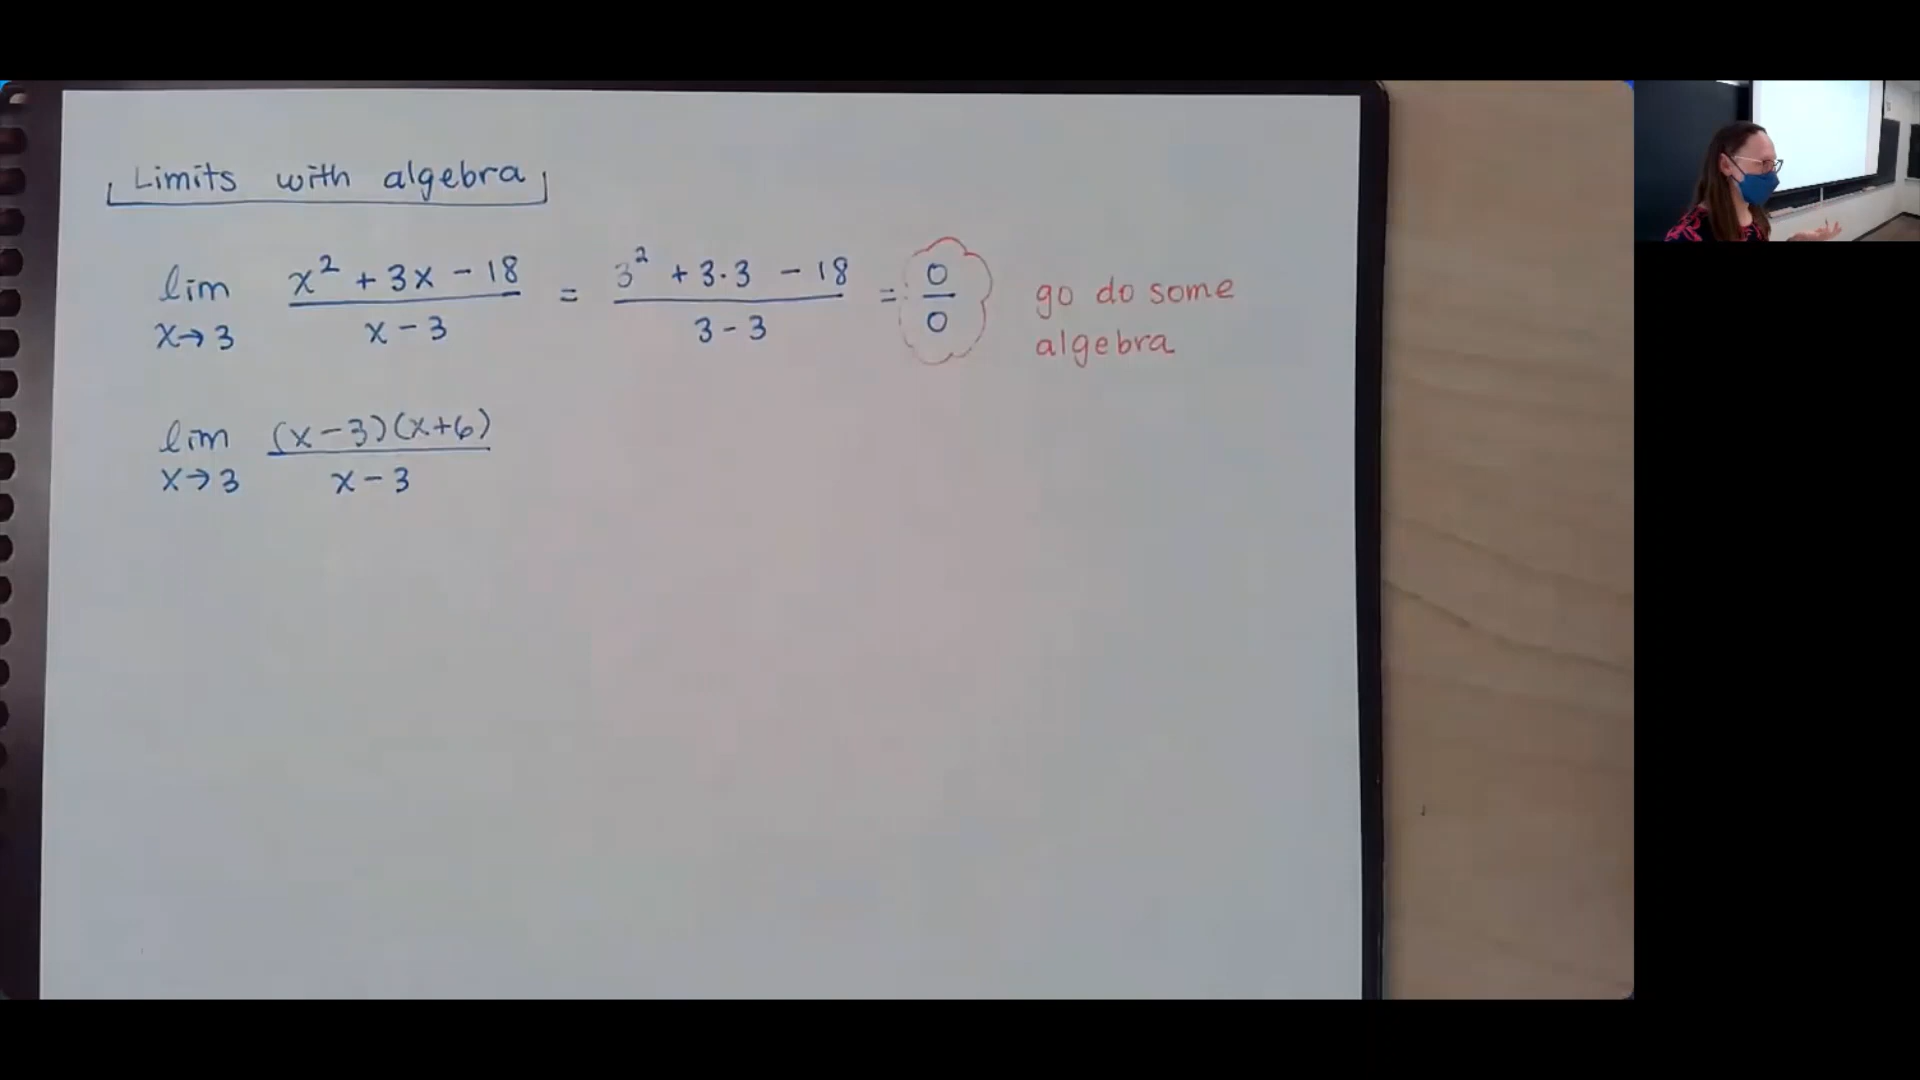 Limits with algebra
lim x→3 (x² + 3x - 18)/(x - 3) = (3² + 3·3 - 18)/(3 - 3) = 0/0 go do some
algebra
lim x→3 ((x-3)(x+6))/(x-3)